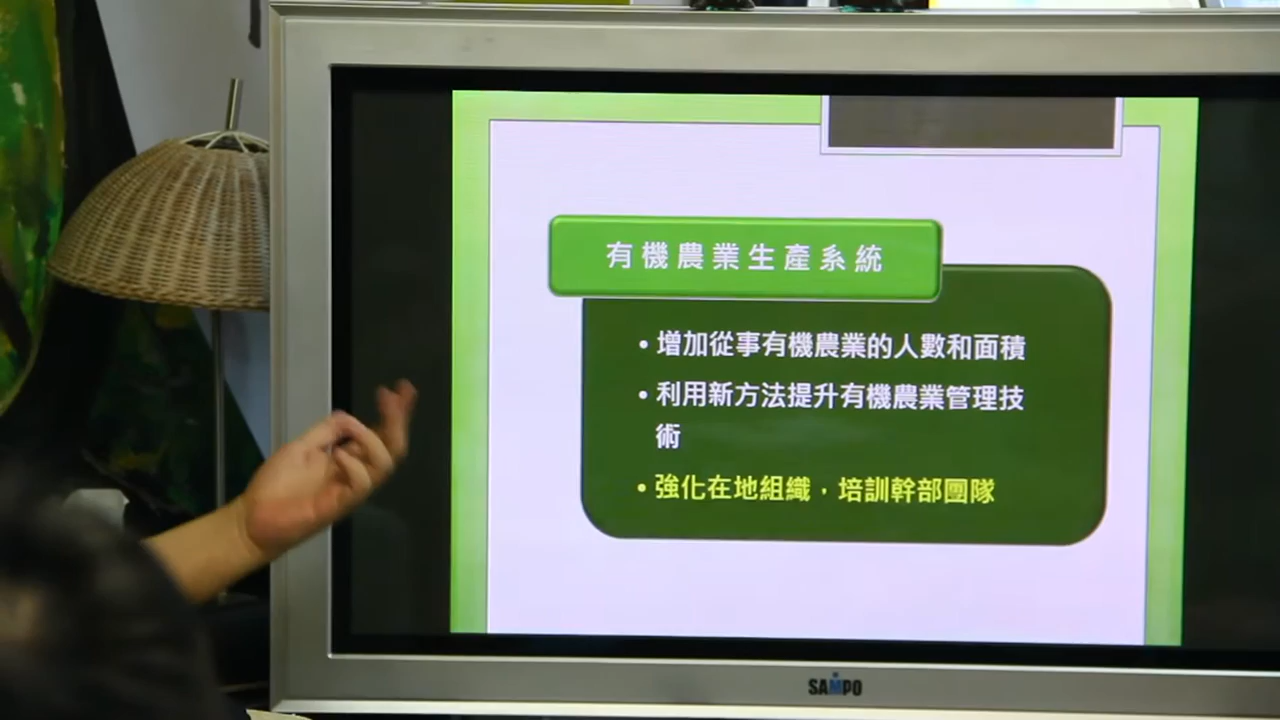 有機農業生產系統
•增加從事有機農業的人數和面積
•利用新方法提升有機農業管理技
術
•強化在地組織，培訓幹部團隊
SAMPO